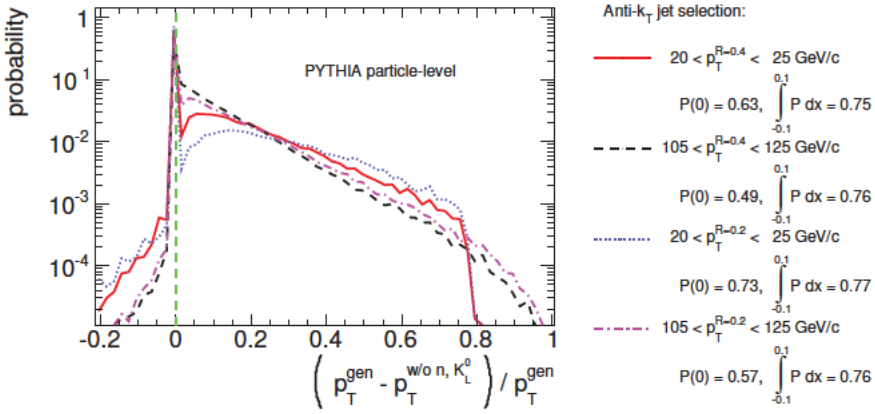 probability
1
10^-1
10^-2
10^-3
10^-4
PYTHIA particle-level
-0.2 0 0.2 0.4 0.6 0.8 1
( p_T^gen - p_T^w/o n, K_L^0 ) / p_T^gen
Anti-k_T jet selection:
20 < p_T^R=0.4 < 25 GeV/c
P(0) = 0.63, ∫_-0.1^0.1 P dx = 0.75
105 < p_T^R=0.4 < 125 GeV/c
P(0) = 0.49, ∫_-0.1^0.1 P dx = 0.76
20 < p_T^R=0.2 < 25 GeV/c
P(0) = 0.73, ∫_-0.1^0.1 P dx = 0.77
105 < p_T^R=0.2 < 125 GeV/c
P(0) = 0.57, ∫_-0.1^0.1 P dx = 0.76